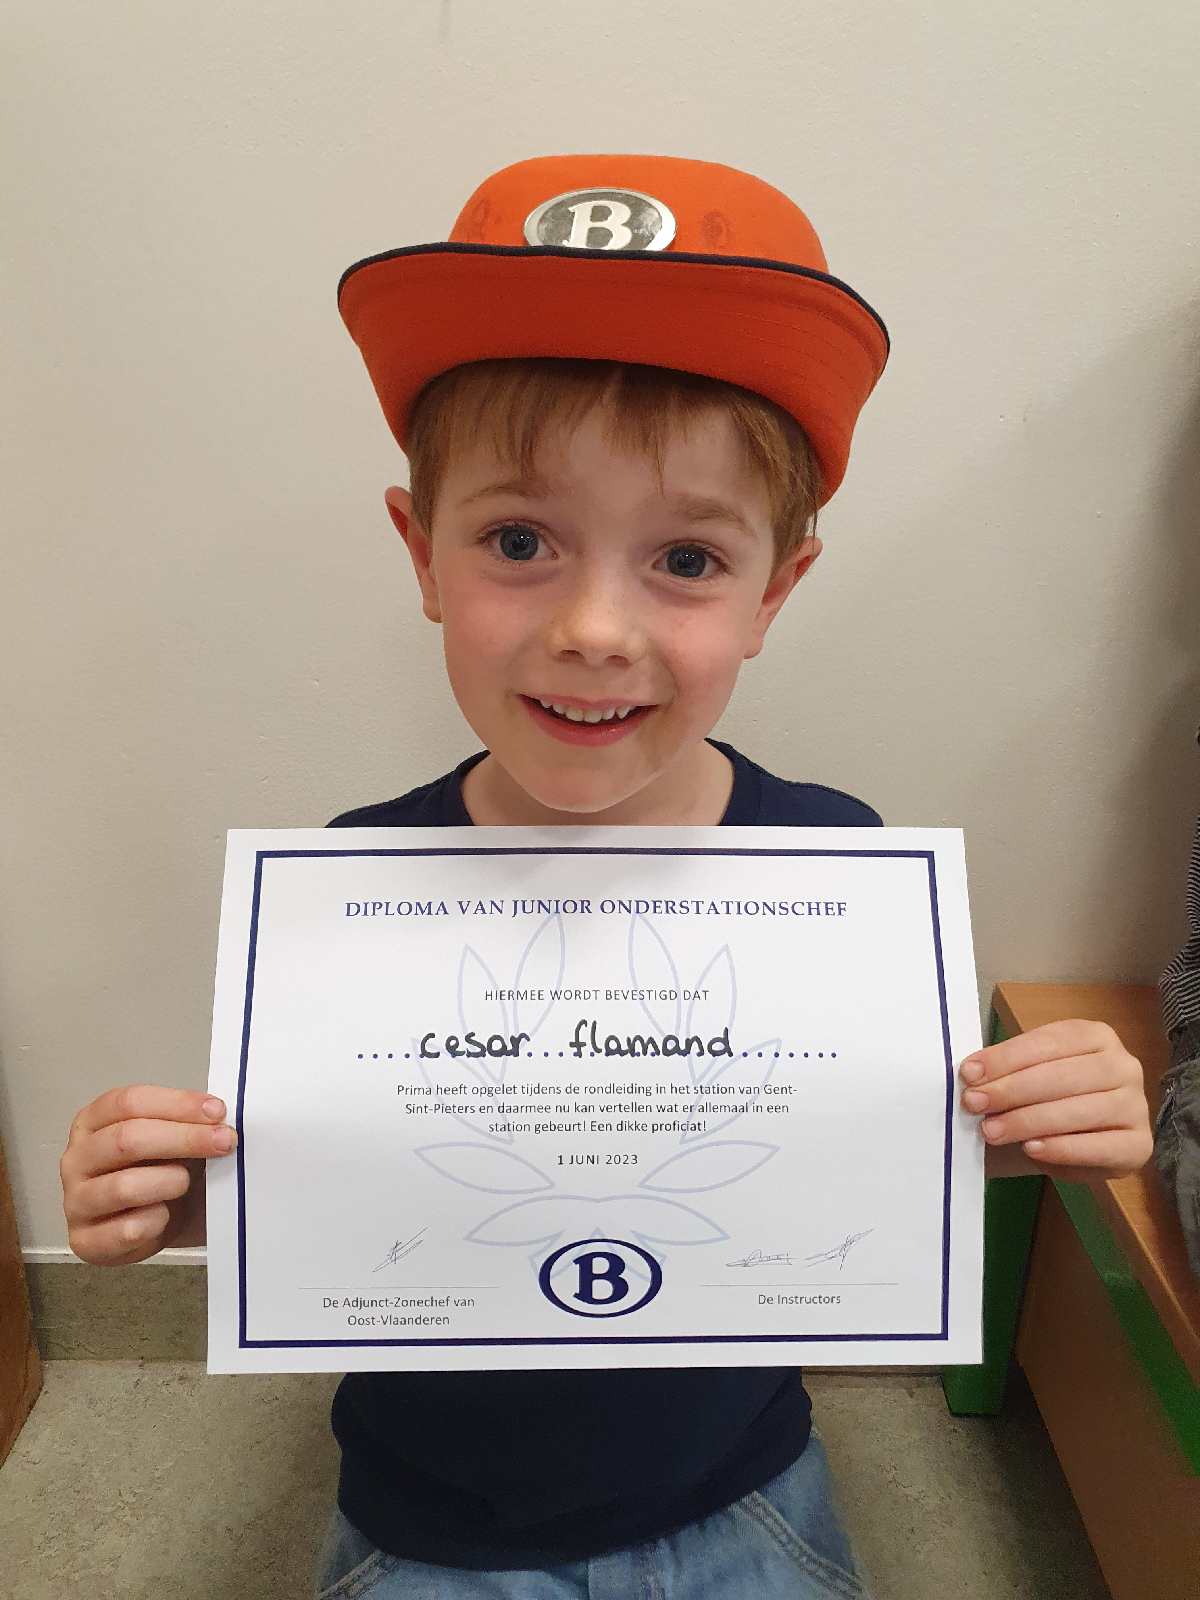 B
DIPLOMA VAN JUNIOR ONDERSTATIONSCHEF
HIERMEE WORDT BEVESTIGD DAT
....cesar...flamand.......
Prima heeft opgelet tijdens de rondleiding in het station van Gent-
Sint-Pieters en daarmee nu kan vertellen wat er allemaal in een
station gebeurt! Een dikke proficiat!
1 JUNI 2023
De Adjunct-Zonechef van
Oost-Vlaanderen
B
De Instructors